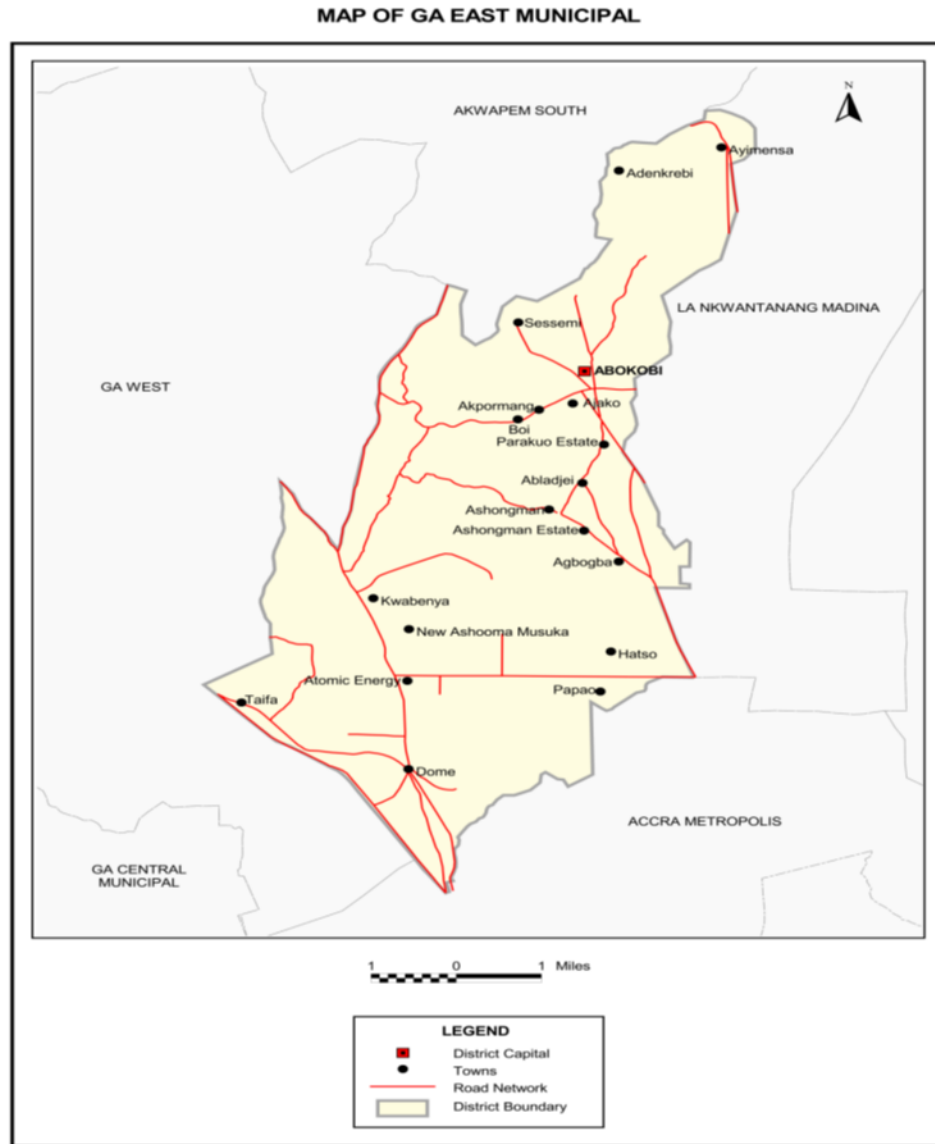 MAP OF GA EAST MUNICIPAL
N
AKWAPEM SOUTH
Ayimensa
Adenkrebi
LA NKWANTANANG MADINA
Sessemi
ABOKOBI
GA WEST
Akpormang
Ajako
Boi
Parakuo Estate
Abladjei
Ashongman
Ashongman Estate
Agbogba
Kwabenya
New Ashooma Musuka
Hatso
Atomic Energy
Papao
Taifa
Dome
ACCRA METROPOLIS
GA CENTRAL
MUNICIPAL
1 0 1 Miles
LEGEND
District Capital
Towns
Road Network
District Boundary